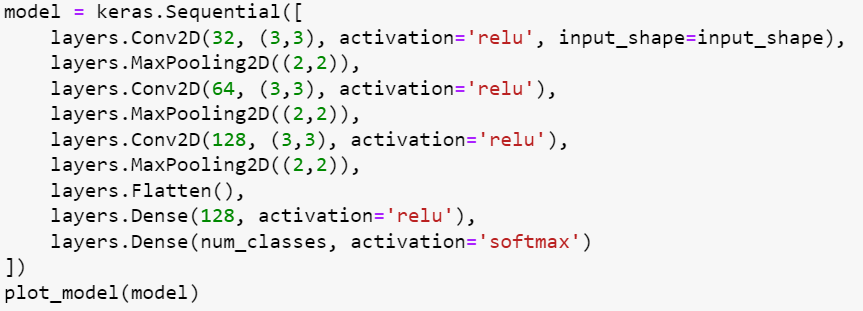 model = keras.Sequential([
    layers.Conv2D(32, (3,3), activation='relu', input_shape=input_shape),
    layers.MaxPooling2D((2,2)),
    layers.Conv2D(64, (3,3), activation='relu'),
    layers.MaxPooling2D((2,2)),
    layers.Conv2D(128, (3,3), activation='relu'),
    layers.MaxPooling2D((2,2)),
    layers.Flatten(),
    layers.Dense(128, activation='relu'),
    layers.Dense(num_classes, activation='softmax')
])
plot_model(model)